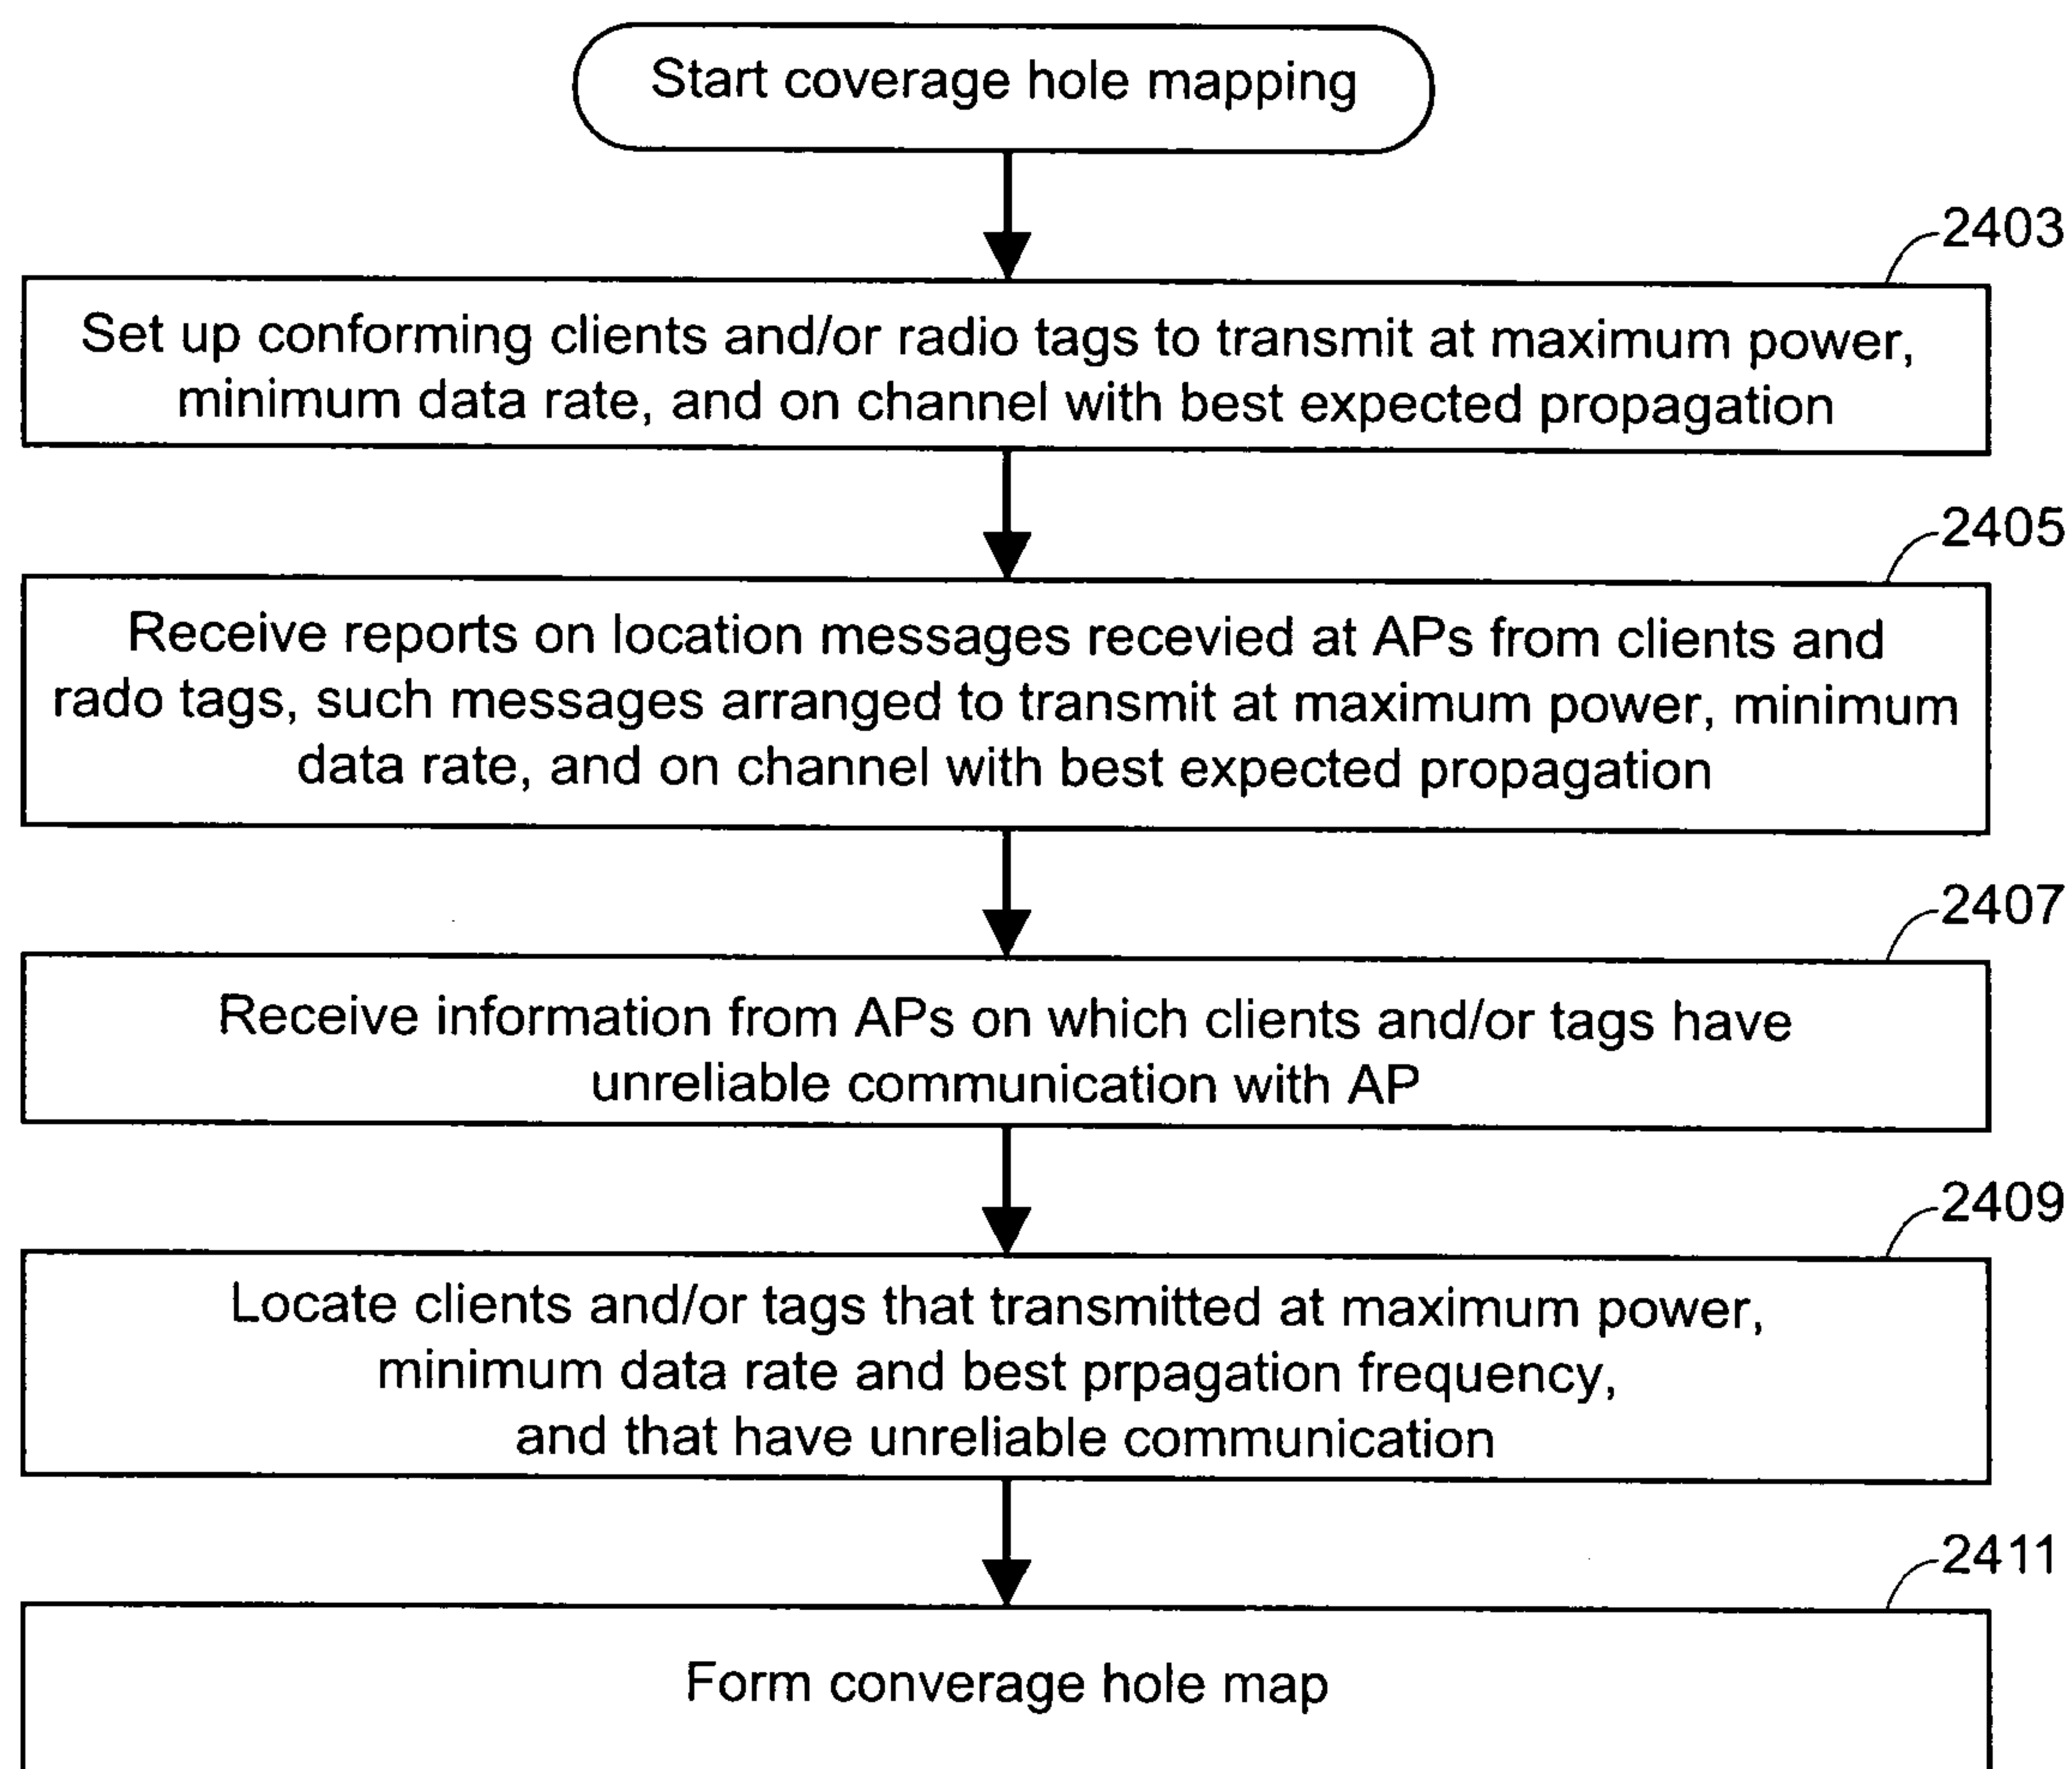 Start coverage hole mapping
2403
Set up conforming clients and/or radio tags to transmit at maximum power,
minimum data rate, and on channel with best expected propagation
2405
Receive reports on location messages recevied at APs from clients and
rado tags, such messages arranged to transmit at maximum power, minimum
data rate, and on channel with best expected propagation
2407
Receive information from APs on which clients and/or tags have
unreliable communication with AP
2409
Locate clients and/or tags that transmitted at maximum power,
minimum data rate and best prpagation frequency,
and that have unreliable communication
2411
Form converage hole map